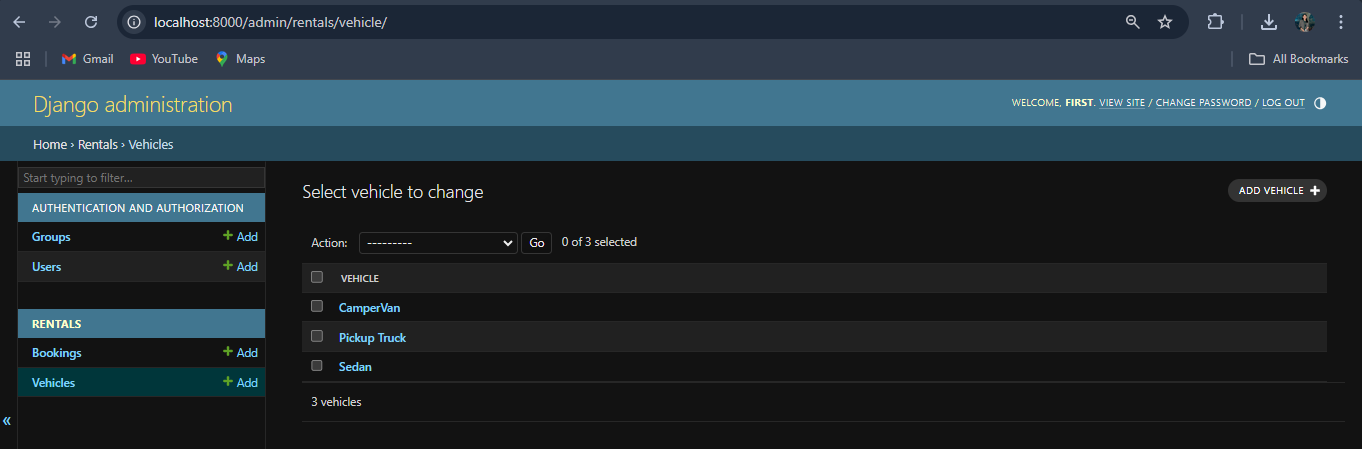 localhost:8000/admin/rentals/vehicle/
Gmail YouTube Maps All Bookmarks
Django administration
WELCOME, FIRST. VIEW SITE / CHANGE PASSWORD / LOG OUT
Home › Rentals › Vehicles
Start typing to filter...
AUTHENTICATION AND AUTHORIZATION
Groups + Add
Users + Add
RENTALS
Bookings + Add
Vehicles + Add
«
Select vehicle to change
ADD VEHICLE +
Action: --------- Go 0 of 3 selected
VEHICLE
CamperVan
Pickup Truck
Sedan
3 vehicles